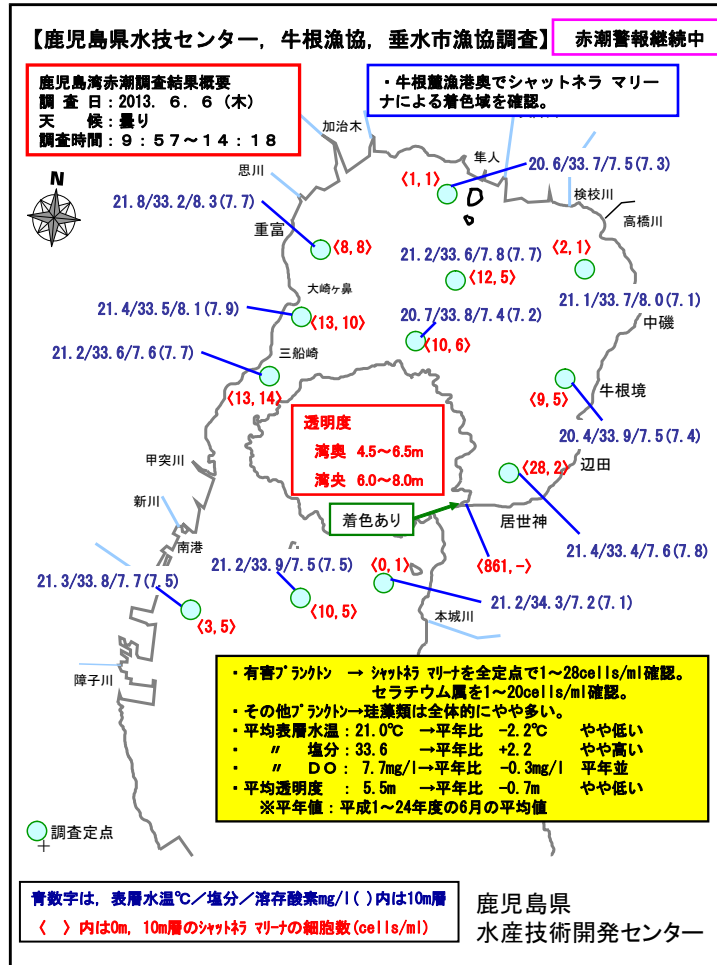 【鹿児島県水技センター，牛根漁協，垂水市漁協調査】
赤潮警報継続中
鹿児島湾赤潮調査結果概要
調 査 日：2013. 6. 6 (木)
天　　候：曇り
調査時間：9：57～14：18
・牛根麓漁港奥でシャットネラ マリー
ナによる着色域を確認。
加治木
隼人
思川
検校川
高橋川
重富
N
20.6/33.7/7.5(7.3)
〈1,1〉
21.8/33.2/8.3(7.7)
〈8,8〉
21.2/33.6/7.8(7.7)
〈12,5〉
〈2,1〉
21.1/33.7/8.0(7.1)
大崎ヶ鼻
21.4/33.5/8.1(7.9)
〈13,10〉
20.7/33.8/7.4(7.2)
〈10,6〉
中磯
21.2/33.6/7.6(7.7)
三船崎
〈13,14〉
牛根境
〈9,5〉
20.4/33.9/7.5(7.4)
透明度
湾奥 4.5～6.5m
湾央 6.0～8.0m
甲突川
辺田
〈28,2〉
新川
着色あり
居世神
南港
〈861,-〉
21.4/33.4/7.6(7.8)
21.3/33.8/7.7(7.5)
〈3,5〉
21.2/33.9/7.5(7.5)
〈10,5〉
〈0,1〉
21.2/34.3/7.2(7.1)
本城川
障子川
・有害プランクトン → シャットネラ マリーナを全定点で1～28cells/ml確認。
セラチウム属を1～20cells/ml確認。
・その他プランクトン→珪藻類は全体的にやや多い。
・平均表層水温：21.0℃ →平年比 -2.2℃ やや低い
・ 〃 塩分：33.6 →平年比 +2.2 やや高い
・ 〃 ＤＯ：7.7mg/l→平年比 -0.3mg/l 平年並
・平均透明度：5.5m →平年比 -0.7m やや低い
※平年値：平成1～24年度の6月の平均値
調査定点
青数字は，表層水温℃／塩分／溶存酸素mg/l( )内は10m層
〈 〉内は0m, 10m層のシャットネラ マリーナの細胞数(cells/ml)
鹿児島県
水産技術開発センター